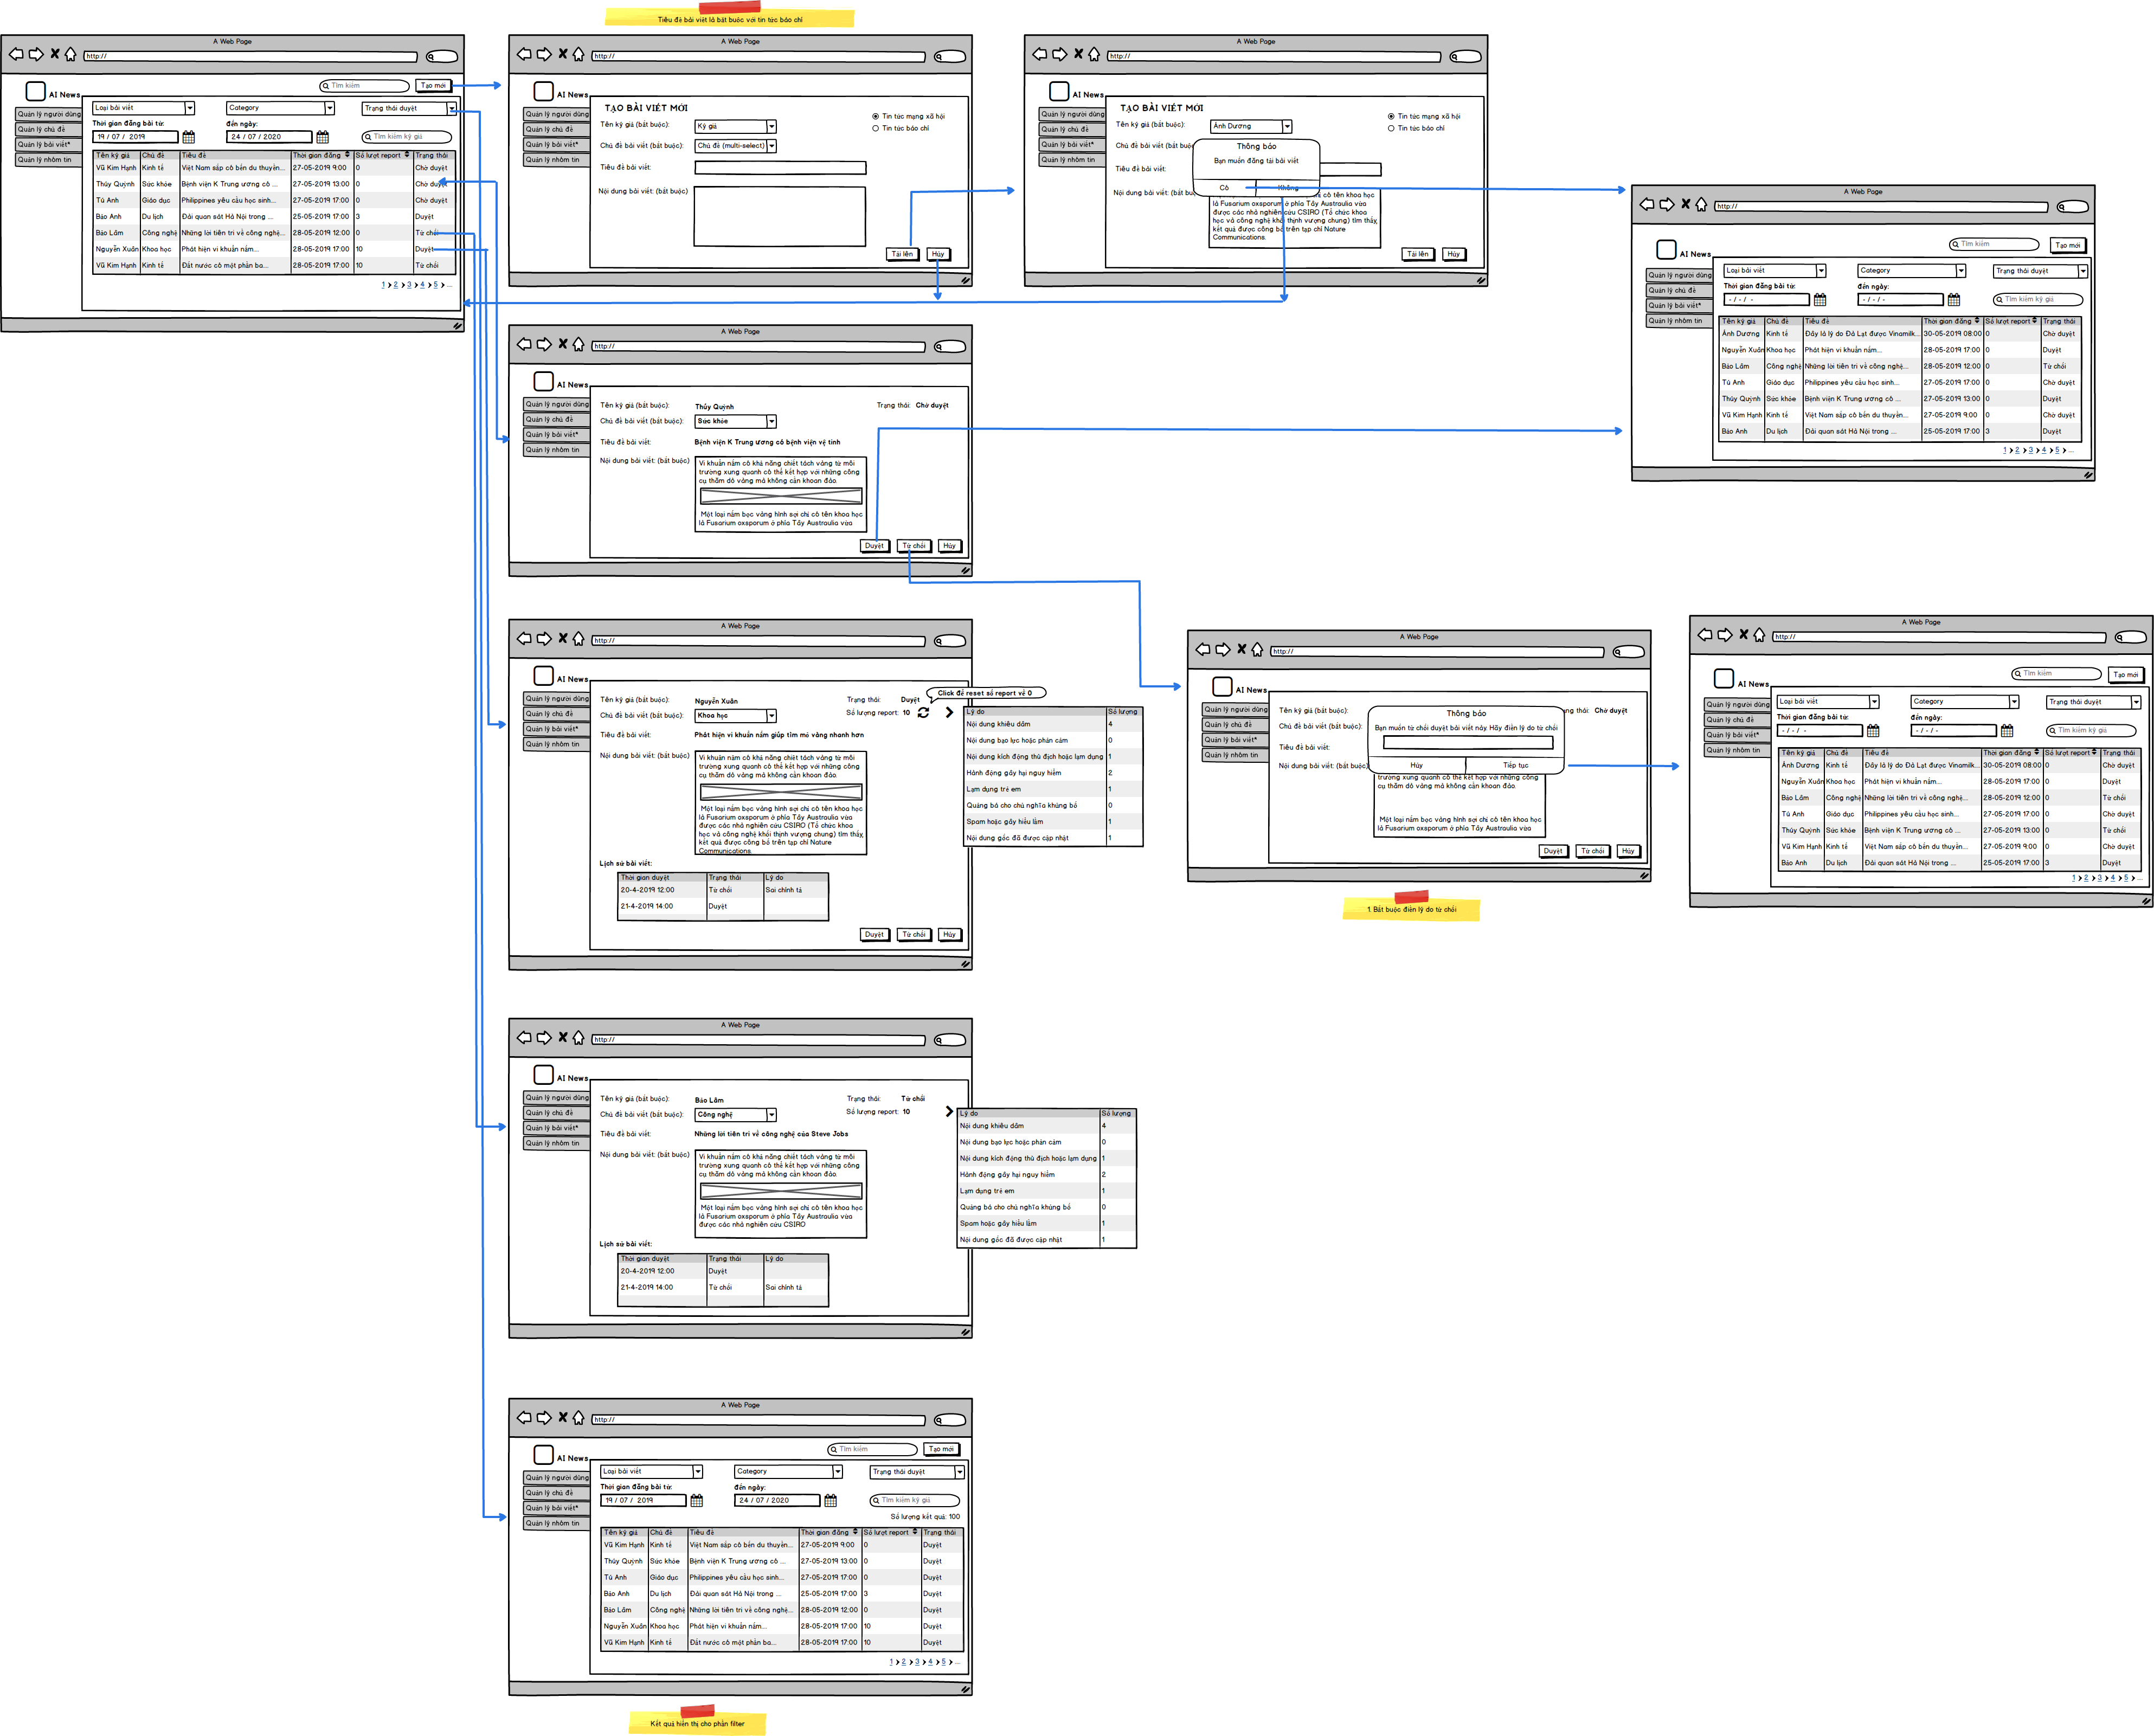 Tiêu đề bài viết là bắt buộc với tin tức báo chí
A Web Page
http://
Tìm kiếm
Tạo mới
AI News
Quản lý người dùng
Quản lý chủ đề
Quản lý bài viết*
Quản lý nhóm tin
Loại bài viết
Category
Trạng thái duyệt
Thời gian đăng bài từ:
đến ngày:
19 / 07 / 2019
24 / 07 / 2020
Tìm kiếm ký giả
Tên ký giả Chủ đề Tiêu đề Thời gian đăng Số lượt report Trạng thái
Vũ Kim Hạnh Kinh tế Việt Nam sắp có bến du thuyền... 27-05-2019 9:00 0 Chờ duyệt
Thúy Quỳnh Sức khỏe Bệnh viện K Trung ương có ... 27-05-2019 13:00 0 Chờ duyệt
Tú Anh Giáo dục Philippines yêu cầu học sinh... 27-05-2019 17:00 0 Chờ duyệt
Bảo Anh Du lịch Đài quan sát Hà Nội trong ... 25-05-2019 17:00 3 Duyệt
Bảo Lâm Công nghệ Những lời tiên tri về công nghệ... 28-05-2019 12:00 0 Từ chối
Nguyễn Xuân Khoa học Phát hiện vi khuẩn nấm... 28-05-2019 17:00 10 Duyệt
Vũ Kim Hạnh Kinh tế Đất nước có một phần ba... 28-05-2019 17:00 10 Từ chối
1 2 3 4 5 ...
A Web Page
http://
AI News
Quản lý người dùng
Quản lý chủ đề
Quản lý bài viết*
Quản lý nhóm tin
TẠO BÀI VIẾT MỚI
Tên ký giả (bắt buộc): Ký giả
Tin tức mạng xã hội
Tin tức báo chí
Chủ đề bài viết (bắt buộc): Chủ đề (multi-select)
Tiêu đề bài viết:
Nội dung bài viết: (bắt buộc)
Tải lên
Hủy
A Web Page
http://
AI News
Quản lý người dùng
Quản lý chủ đề
Quản lý bài viết*
Quản lý nhóm tin
TẠO BÀI VIẾT MỚI
Tên ký giả (bắt buộc): Ánh Dương
Tin tức mạng xã hội
Tin tức báo chí
Chủ đề bài viết (bắt buộc
Thông báo
Bạn muốn đăng tải bài viết
Có
Không
Tiêu đề bài viết:
Nội dung bài viết: (bắt buộc
có tên khoa học
là Fusarium oxsporum ở phía Tây Austraulia vừa
được các nhà nghiên cứu CSIRO (Tổ chức khoa
học và công nghệ khối thịnh vượng chung) tìm thấy,
kết quả được công bố trên tạp chí Nature
Communications.
Tải lên
Hủy
A Web Page
http://
Tìm kiếm
Tạo mới
AI News
Quản lý người dùng
Quản lý chủ đề
Quản lý bài viết*
Quản lý nhóm tin
Loại bài viết
Category
Trạng thái duyệt
Thời gian đăng bài từ:
đến ngày:
- / - / -
- / - / -
Tìm kiếm ký giả
Tên ký giả Chủ đề Tiêu đề Thời gian đăng Số lượt report Trạng thái
Ánh Dương Kinh tế Đây là lý do Đà Lạt được Vinamilk... 30-05-2019 08:00 0 Chờ duyệt
Nguyễn Xuân Khoa học Phát hiện vi khuẩn nấm... 28-05-2019 17:00 0 Duyệt
Bảo Lâm Công nghệ Những lời tiên tri về công nghệ... 28-05-2019 12:00 0 Từ chối
Tú Anh Giáo dục Philippines yêu cầu học sinh... 27-05-2019 17:00 0 Chờ duyệt
Thúy Quỳnh Sức khỏe Bệnh viện K Trung ương có ... 27-05-2019 13:00 0 Duyệt
Vũ Kim Hạnh Kinh tế Việt Nam sắp có bến du thuyền... 27-05-2019 9:00 0 Chờ duyệt
Bảo Anh Du lịch Đài quan sát Hà Nội trong ... 25-05-2019 17:00 3 Duyệt
1 2 3 4 5 ...
A Web Page
http://
AI News
Quản lý người dùng
Quản lý chủ đề
Quản lý bài viết*
Quản lý nhóm tin
Tên ký giả (bắt buộc): Thúy Quỳnh
Trạng thái: Chờ duyệt
Chủ đề bài viết (bắt buộc): Sức khỏe
Tiêu đề bài viết: Bệnh viện K Trung ương có bệnh viện vệ tinh
Nội dung bài viết: (bắt buộc)
Vi khuẩn nấm có khả năng chiết tách vàng từ môi
trường xung quanh có thể kết hợp với những công
cụ thăm dò vàng mà không cần khoan đào.
Một loại nấm bọc vàng hình sợi chỉ có tên khoa học
là Fusarium oxsporum ở phía Tây Austraulia vừa
Duyệt
Từ chối
Hủy
A Web Page
http://
AI News
Quản lý người dùng
Quản lý chủ đề
Quản lý bài viết*
Quản lý nhóm tin
Tên ký giả (bắt buộc): Nguyễn Xuân
Trạng thái: Duyệt
Click để reset số report về 0
Chủ đề bài viết (bắt buộc): Khoa học
Số lượng report: 10
Tiêu đề bài viết: Phát hiện vi khuẩn nấm giúp tìm mỏ vàng nhanh hơn
Nội dung bài viết: (bắt buộc)
Vi khuẩn nấm có khả năng chiết tách vàng từ môi
trường xung quanh có thể kết hợp với những công
cụ thăm dò vàng mà không cần khoan đào.
Một loại nấm bọc vàng hình sợi chỉ có tên khoa học
là Fusarium oxsporum ở phía Tây Austraulia vừa
được các nhà nghiên cứu CSIRO (Tổ chức khoa
học và công nghệ khối thịnh vượng chung) tìm thấy,
kết quả được công bố trên tạp chí Nature
Communications.
Lý do Số lượng
Nội dung khiêu dâm 4
Nội dung bạo lực hoặc phản cảm 0
Nội dung kích động thù địch hoặc lạm dụng 1
Hành động gây hại nguy hiểm 2
Lạm dụng trẻ em 1
Quảng bá cho chủ nghĩa khủng bố 0
Spam hoặc gây hiểu lầm 1
Nội dung gốc đã được cập nhật 1
Lịch sử bài viết:
Thời gian duyệt Trạng thái Lý do
20-4-2019 12:00 Từ chối Sai chính tả
21-4-2019 14:00 Duyệt
Duyệt
Từ chối
Hủy
A Web Page
http://
AI News
Quản lý người dùng
Quản lý chủ đề
Quản lý bài viết*
Quản lý nhóm tin
Tên ký giả (bắt buộc):
ng thái: Chờ duyệt
Chủ đề bài viết (bắt
Thông báo
Bạn muốn từ chối duyệt bài viết này Hãy điền lý do từ chối
Hủy
Tiếp tục
Tiêu đề bài viết:
Nội dung bài viết: (bắt buộc)
trường xung quanh có thể kết hợp với những công
cụ thăm dò vàng mà không cần khoan đào.
Một loại nấm bọc vàng hình sợi chỉ có tên khoa học
là Fusarium oxsporum ở phía Tây Austraulia vừa
Duyệt
Từ chối
Hủy
1. Bắt buộc điền lý do từ chối
A Web Page
http://
Tìm kiếm
Tạo mới
AI News
Quản lý người dùng
Quản lý chủ đề
Quản lý bài viết*
Quản lý nhóm tin
Loại bài viết
Category
Trạng thái duyệt
Thời gian đăng bài từ:
đến ngày:
- / - / -
- / - / -
Tìm kiếm ký giả
Tên ký giả Chủ đề Tiêu đề Thời gian đăng Số lượt report Trạng thái
Ánh Dương Kinh tế Đây là lý do Đà Lạt được Vinamilk... 30-05-2019 08:00 0 Chờ duyệt
Nguyễn Xuân Khoa học Phát hiện vi khuẩn nấm... 28-05-2019 17:00 0 Duyệt
Bảo Lâm Công nghệ Những lời tiên tri về công nghệ... 28-05-2019 12:00 0 Từ chối
Tú Anh Giáo dục Philippines yêu cầu học sinh... 27-05-2019 17:00 0 Chờ duyệt
Thúy Quỳnh Sức khỏe Bệnh viện K Trung ương có ... 27-05-2019 13:00 0 Từ chối
Vũ Kim Hạnh Kinh tế Việt Nam sắp có bến du thuyền... 27-05-2019 9:00 0 Chờ duyệt
Bảo Anh Du lịch Đài quan sát Hà Nội trong ... 25-05-2019 17:00 3 Duyệt
1 2 3 4 5 ...
A Web Page
http://
AI News
Quản lý người dùng
Quản lý chủ đề
Quản lý bài viết*
Quản lý nhóm tin
Tên ký giả (bắt buộc): Bảo Lâm
Trạng thái: Từ chối
Chủ đề bài viết (bắt buộc): Công nghệ
Số lượng report: 10
Tiêu đề bài viết: Những lời tiên tri về công nghệ của Steve Jobs
Nội dung bài viết: (bắt buộc)
Vi khuẩn nấm có khả năng chiết tách vàng từ môi
trường xung quanh có thể kết hợp với những công
cụ thăm dò vàng mà không cần khoan đào.
Một loại nấm bọc vàng hình sợi chỉ có tên khoa học
là Fusarium oxsporum ở phía Tây Austraulia vừa
được các nhà nghiên cứu CSIRO
Lý do Số lượng
Nội dung khiêu dâm 4
Nội dung bạo lực hoặc phản cảm 0
Nội dung kích động thù địch hoặc lạm dụng 1
Hành động gây hại nguy hiểm 2
Lạm dụng trẻ em 1
Quảng bá cho chủ nghĩa khủng bố 0
Spam hoặc gây hiểu lầm 1
Nội dung gốc đã được cập nhật 1
Lịch sử bài viết:
Thời gian duyệt Trạng thái Lý do
20-4-2019 12:00 Duyệt
21-4-2019 14:00 Từ chối Sai chính tả
A Web Page
http://
Tìm kiếm
Tạo mới
AI News
Quản lý người dùng
Quản lý chủ đề
Quản lý bài viết*
Quản lý nhóm tin
Loại bài viết
Category
Trạng thái duyệt
Thời gian đăng bài từ:
đến ngày:
19 / 07 / 2019
24 / 07 / 2020
Tìm kiếm ký giả
Số lượng kết quả: 100
Tên ký giả Chủ đề Tiêu đề Thời gian đăng Số lượt report Trạng thái
Vũ Kim Hạnh Kinh tế Việt Nam sắp có bến du thuyền... 27-05-2019 9:00 0 Duyệt
Thúy Quỳnh Sức khỏe Bệnh viện K Trung ương có ... 27-05-2019 13:00 0 Duyệt
Tú Anh Giáo dục Philippines yêu cầu học sinh... 27-05-2019 17:00 0 Duyệt
Bảo Anh Du lịch Đài quan sát Hà Nội trong ... 25-05-2019 17:00 3 Duyệt
Bảo Lâm Công nghệ Những lời tiên tri về công nghệ... 28-05-2019 12:00 0 Duyệt
Nguyễn Xuân Khoa học Phát hiện vi khuẩn nấm... 28-05-2019 17:00 10 Duyệt
Vũ Kim Hạnh Kinh tế Đất nước có một phần ba... 28-05-2019 17:00 10 Duyệt
1 2 3 4 5 ...
Kết quả hiển thị cho phần filter